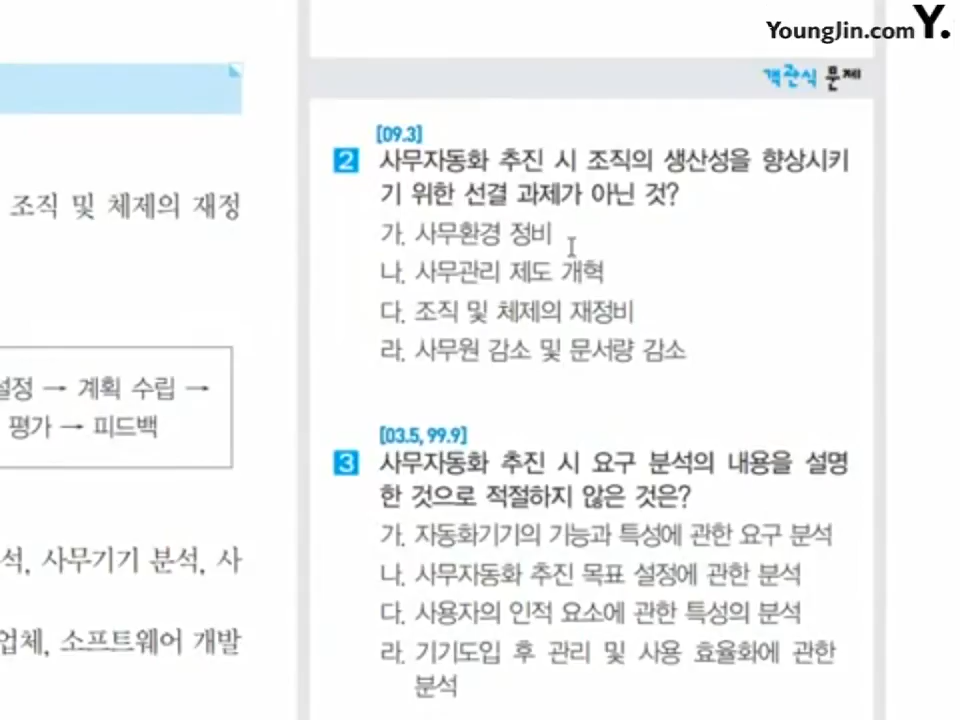 YoungJin.com Y.
객관식 문제
조직 및 체제의 재정
설정 → 계획 수립 →
평가 → 피드백
석, 사무기기 분석, 사
업체, 소프트웨어 개발
[09.3]
2 사무자동화 추진 시 조직의 생산성을 향상시키
기 위한 선결 과제가 아닌 것?
가. 사무환경 정비
나. 사무관리 제도 개혁
다. 조직 및 체제의 재정비
라. 사무원 감소 및 문서량 감소
[03.5, 99.9]
3 사무자동화 추진 시 요구 분석의 내용을 설명
한 것으로 적절하지 않은 것은?
가. 자동화기기의 기능과 특성에 관한 요구 분석
나. 사무자동화 추진 목표 설정에 관한 분석
다. 사용자의 인적 요소에 관한 특성의 분석
라. 기기도입 후 관리 및 사용 효율화에 관한
분석